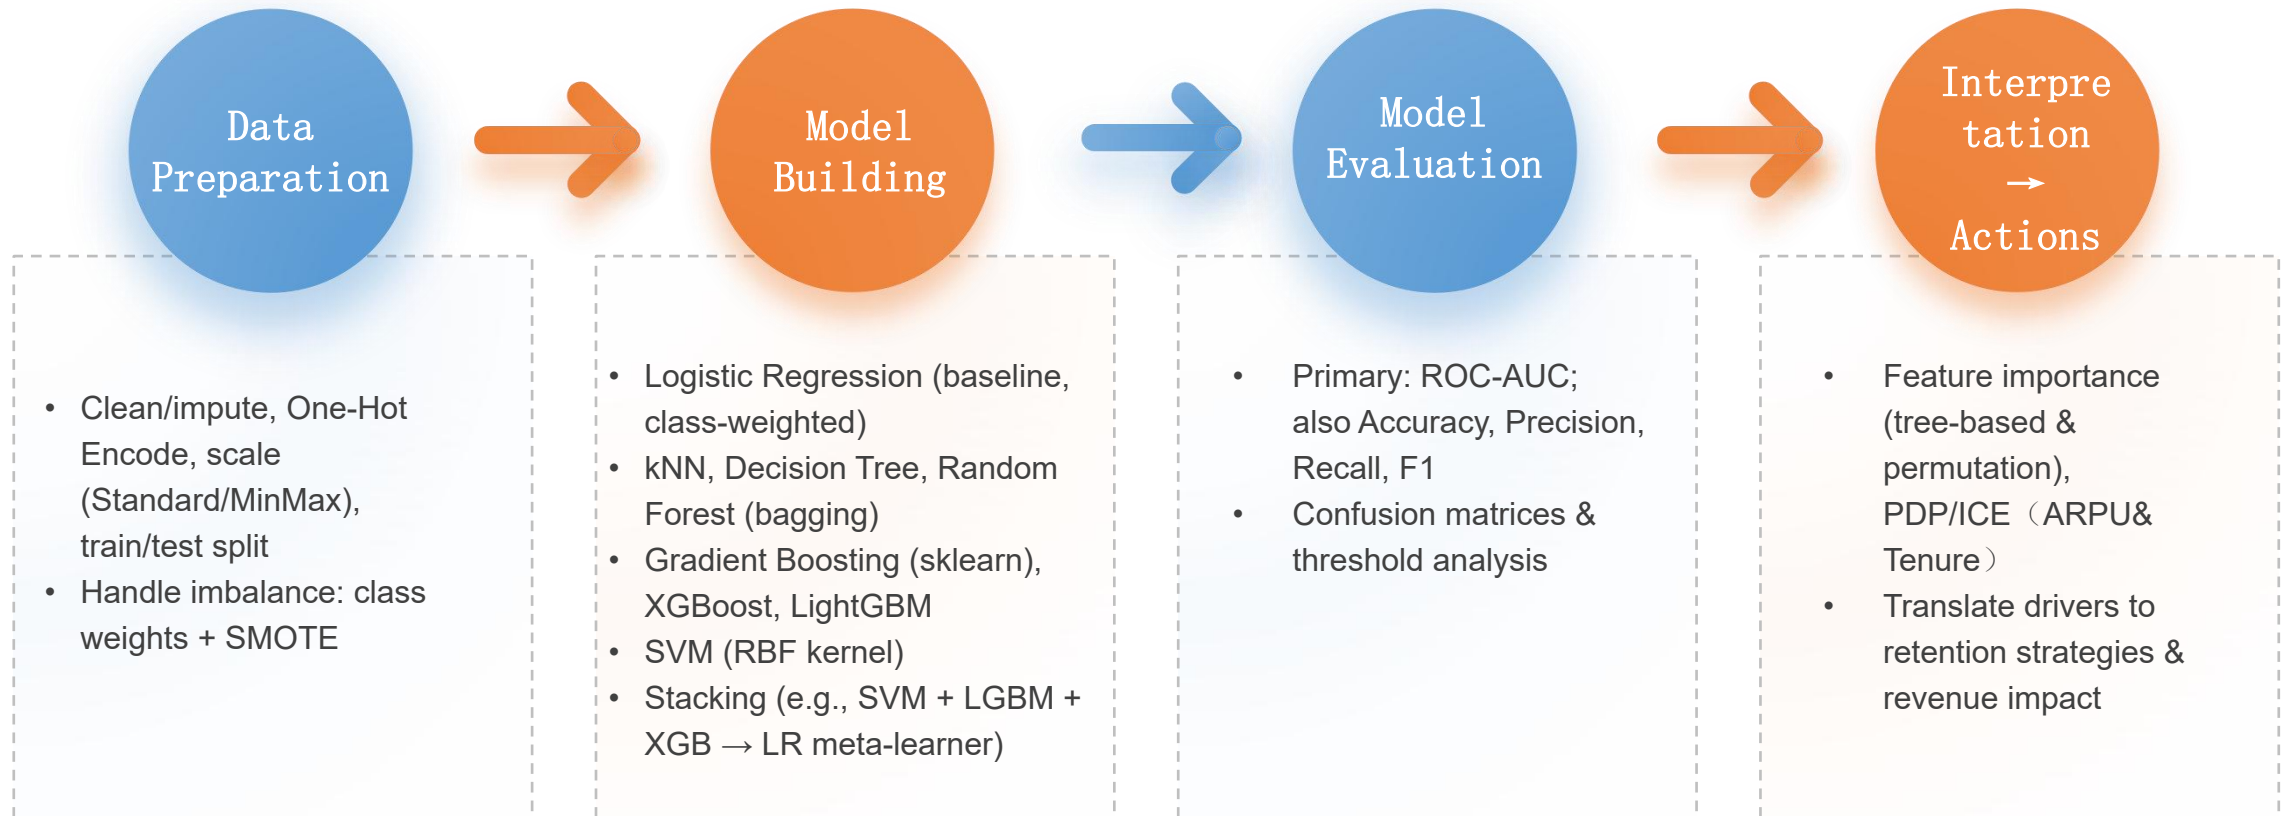 Data
Preparation
Model
Building
Model
Evaluation
Interpre
tation
→
Actions
• Clean/impute, One-Hot
Encode, scale
(Standard/MinMax),
train/test split
• Handle imbalance: class
weights + SMOTE
• Logistic Regression (baseline,
class-weighted)
• kNN, Decision Tree, Random
Forest (bagging)
• Gradient Boosting (sklearn),
XGBoost, LightGBM
• SVM (RBF kernel)
• Stacking (e.g., SVM + LGBM +
XGB → LR meta-learner)
• Primary: ROC-AUC;
also Accuracy, Precision,
Recall, F1
• Confusion matrices &
threshold analysis
• Feature importance
(tree-based &
permutation),
PDP/ICE（ARPU&
Tenure）
• Translate drivers to
retention strategies &
revenue impact